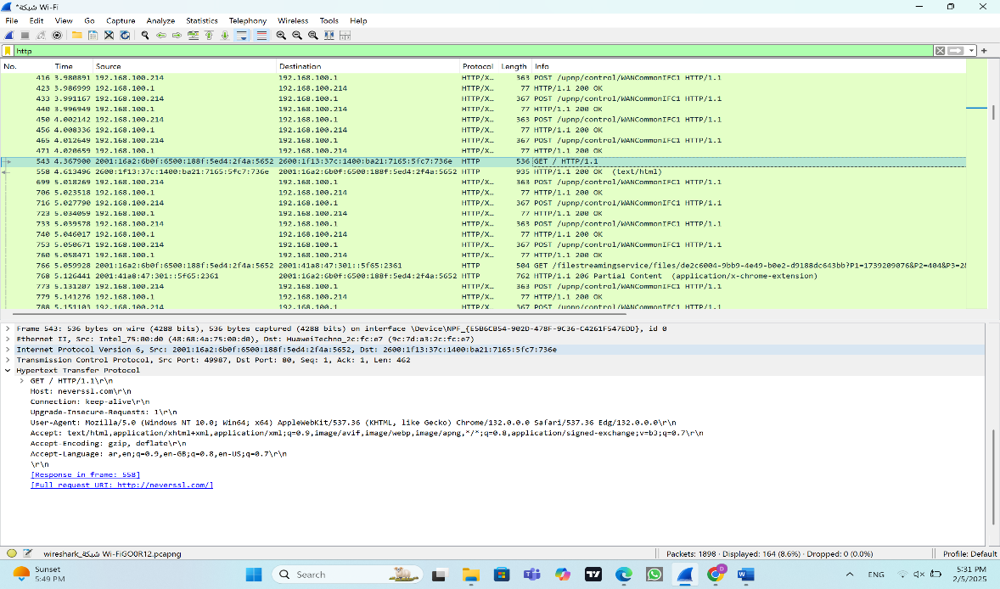 *شبكة Wi-Fi
File Edit View Go Capture Analyze Statistics Telephony Wireless Tools Help
http
No. Time Source Destination Protocol Length Info
416 3.980891 192.168.100.214 192.168.100.1 HTTP/X… 363 POST /upnp/control/WANCommonIFC1 HTTP/1.1
423 3.986999 192.168.100.1 192.168.100.214 HTTP/X… 77 HTTP/1.1 200 OK
433 3.991167 192.168.100.214 192.168.100.1 HTTP/X… 367 POST /upnp/control/WANCommonIFC1 HTTP/1.1
440 3.996949 192.168.100.1 192.168.100.214 HTTP/X… 77 HTTP/1.1 200 OK
450 4.002142 192.168.100.214 192.168.100.1 HTTP/X… 363 POST /upnp/control/WANCommonIFC1 HTTP/1.1
456 4.008336 192.168.100.1 192.168.100.214 HTTP/X… 77 HTTP/1.1 200 OK
465 4.012649 192.168.100.214 192.168.100.1 HTTP/X… 367 POST /upnp/control/WANCommonIFC1 HTTP/1.1
471 4.020659 192.168.100.1 192.168.100.214 HTTP/X… 77 HTTP/1.1 200 OK
543 4.367900 2001:16a2:6b0f:6500:188f:5ed4:2f4a:5652 2600:1f13:37c:1400:ba21:7165:5fc7:736e HTTP 536 GET / HTTP/1.1
558 4.613496 2600:1f13:37c:1400:ba21:7165:5fc7:736e 2001:16a2:6b0f:6500:188f:5ed4:2f4a:5652 HTTP 935 HTTP/1.1 200 OK (text/html)
699 5.018269 192.168.100.214 192.168.100.1 HTTP/X… 363 POST /upnp/control/WANCommonIFC1 HTTP/1.1
706 5.023518 192.168.100.1 192.168.100.214 HTTP/X… 77 HTTP/1.1 200 OK
716 5.027790 192.168.100.214 192.168.100.1 HTTP/X… 367 POST /upnp/control/WANCommonIFC1 HTTP/1.1
723 5.034059 192.168.100.1 192.168.100.214 HTTP/X… 77 HTTP/1.1 200 OK
733 5.039578 192.168.100.214 192.168.100.1 HTTP/X… 363 POST /upnp/control/WANCommonIFC1 HTTP/1.1
740 5.046017 192.168.100.1 192.168.100.214 HTTP/X… 77 HTTP/1.1 200 OK
753 5.050671 192.168.100.214 192.168.100.1 HTTP/X… 367 POST /upnp/control/WANCommonIFC1 HTTP/1.1
760 5.058471 192.168.100.1 192.168.100.214 HTTP/X… 77 HTTP/1.1 200 OK
766 5.059928 2001:16a2:6b0f:6500:188f:5ed4:2f4a:5652 2001:41a8:47:301::5f65:2361 HTTP 504 GET /filestreamingservice/files/de2c6004-9bb9-4e49-b0e2-d9188dc643bb?P1=1739209076&P2=404&P3=2&
768 5.126441 2001:41a8:47:301::5f65:2361 2001:16a2:6b0f:6500:188f:5ed4:2f4a:5652 HTTP 762 HTTP/1.1 206 Partial Content (application/x-chrome-extension)
773 5.131207 192.168.100.214 192.168.100.1 HTTP/X… 363 POST /upnp/control/WANCommonIFC1 HTTP/1.1
779 5.141276 192.168.100.1 192.168.100.214 HTTP/X… 77 HTTP/1.1 200 OK
788 5.151103 192.168.100.214 192.168.100.1 HTTP/X… 367 POST /upnp/control/WANCommonIFC1 HTTP/1.1
Frame 543: 536 bytes on wire (4288 bits), 536 bytes captured (4288 bits) on interface \Device\NPF_{E5B6CB54-902D-478F-9C36-C4261F547EDD}, id 0
Ethernet II, Src: Intel_75:00:d0 (48:68:4a:75:00:d0), Dst: HuaweiTechno_2c:fc:e7 (9c:7d:a3:2c:fc:e7)
Internet Protocol Version 6, Src: 2001:16a2:6b0f:6500:188f:5ed4:2f4a:5652, Dst: 2600:1f13:37c:1400:ba21:7165:5fc7:736e
Transmission Control Protocol, Src Port: 49987, Dst Port: 80, Seq: 1, Ack: 1, Len: 462
Hypertext Transfer Protocol
GET / HTTP/1.1\r\n
Host: neverssl.com\r\n
Connection: keep-alive\r\n
Upgrade-Insecure-Requests: 1\r\n
User-Agent: Mozilla/5.0 (Windows NT 10.0; Win64; x64) AppleWebKit/537.36 (KHTML, like Gecko) Chrome/132.0.0.0 Safari/537.36 Edg/132.0.0.0\r\n
Accept: text/html,application/xhtml+xml,application/xml;q=0.9,image/avif,image/webp,image/apng,*/*;q=0.8,application/signed-exchange;v=b3;q=0.7\r\n
Accept-Encoding: gzip, deflate\r\n
Accept-Language: ar,en;q=0.9,en-GB;q=0.8,en-US;q=0.7\r\n
\r\n
[Response in frame: 558]
[Full request URI: http://neverssl.com/]
wireshark_شبكة Wi-FiGO0R12.pcapng Packets: 1898 · Displayed: 164 (8.6%) · Dropped: 0 (0.0%) Profile: Default
Sunset
5:49 PM
Search
ENG
5:31 PM
2/5/2025